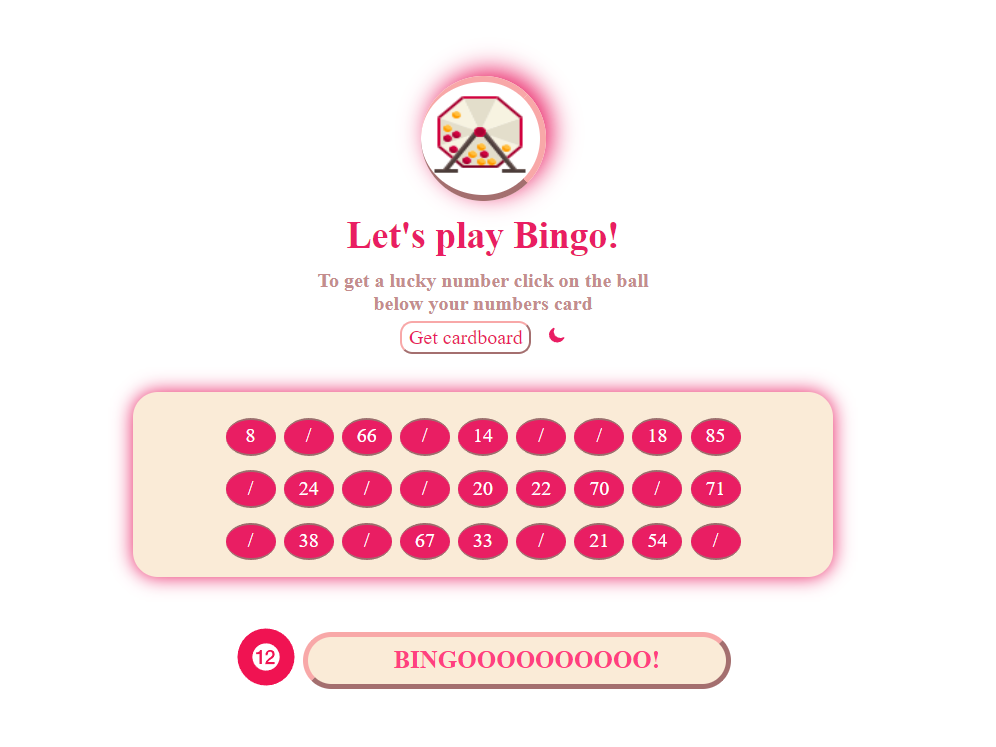 Let's play Bingo!
To get a lucky number click on the ball
below your numbers card
Get cardboard
8 / 66 / 14 / / 18 85
/ 24 / / 20 22 70 / 71
/ 38 / 67 33 / 21 54 /
12 BINGOOOOOOOOOO!